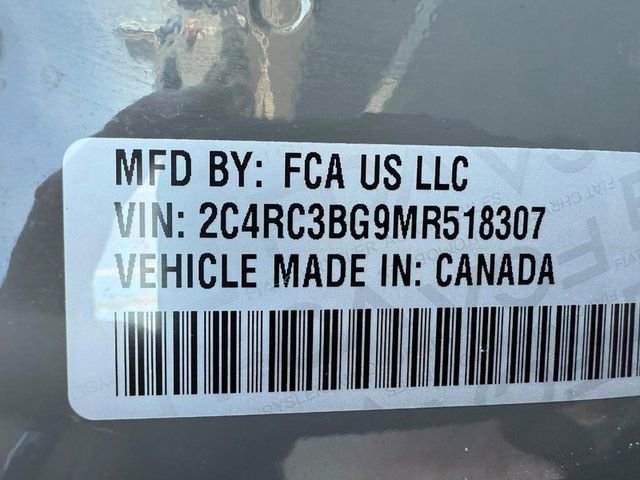 MFD BY: FCA US LLC
VIN: 2C4RC3BG9MR518307
VEHICLE MADE IN: CANADA